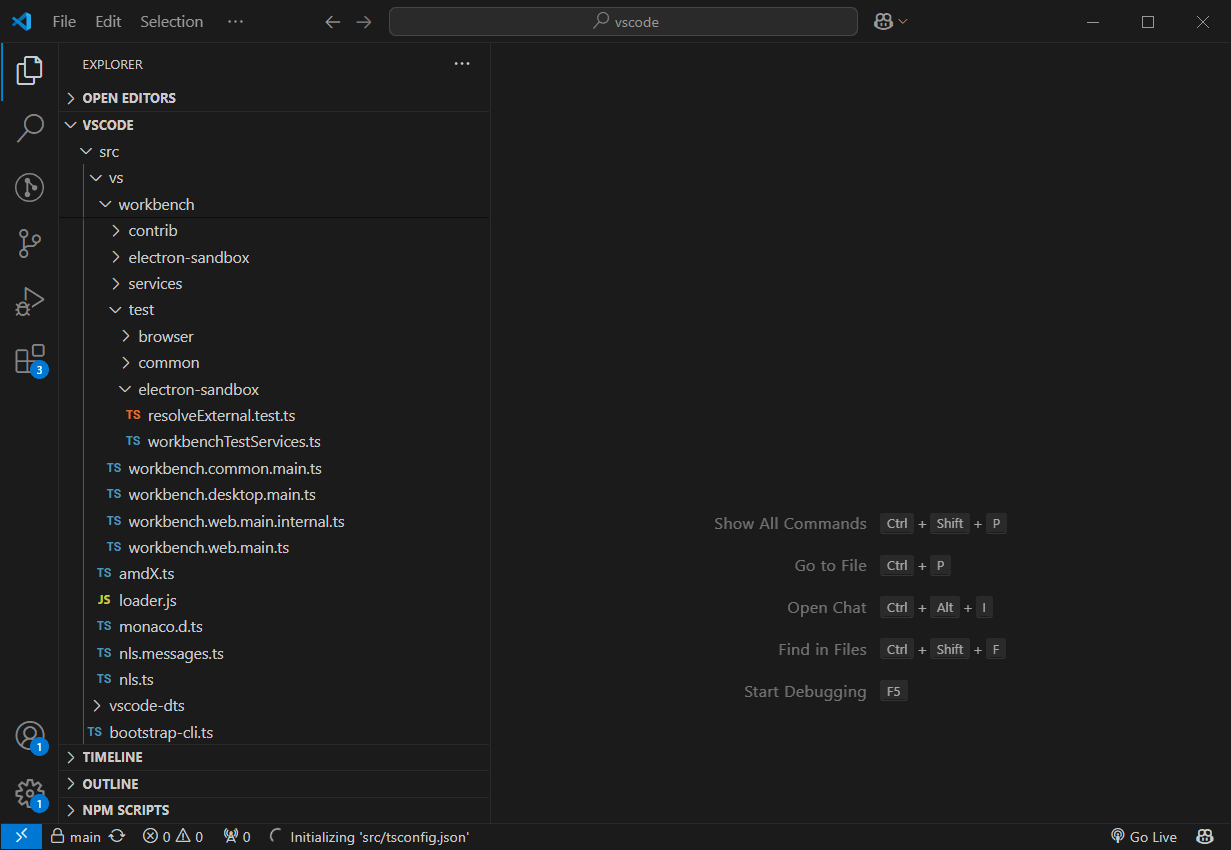 File Edit Selection ··· vscode
EXPLORER ···
OPEN EDITORS
VSCODE
src
vs
workbench
contrib
electron-sandbox
services
test
browser
common
electron-sandbox
TS resolveExternal.test.ts
TS workbenchTestServices.ts
TS workbench.common.main.ts
TS workbench.desktop.main.ts
TS workbench.web.main.internal.ts
TS workbench.web.main.ts
TS amdX.ts
JS loader.js
TS monaco.d.ts
TS nls.messages.ts
TS nls.ts
vscode-dts
TS bootstrap-cli.ts
TIMELINE
OUTLINE
NPM SCRIPTS
3
1
1
Show All Commands Ctrl + Shift + P
Go to File Ctrl + P
Open Chat Ctrl + Alt + I
Find in Files Ctrl + Shift + F
Start Debugging F5
main 0 0 0 Initializing 'src/tsconfig.json' Go Live